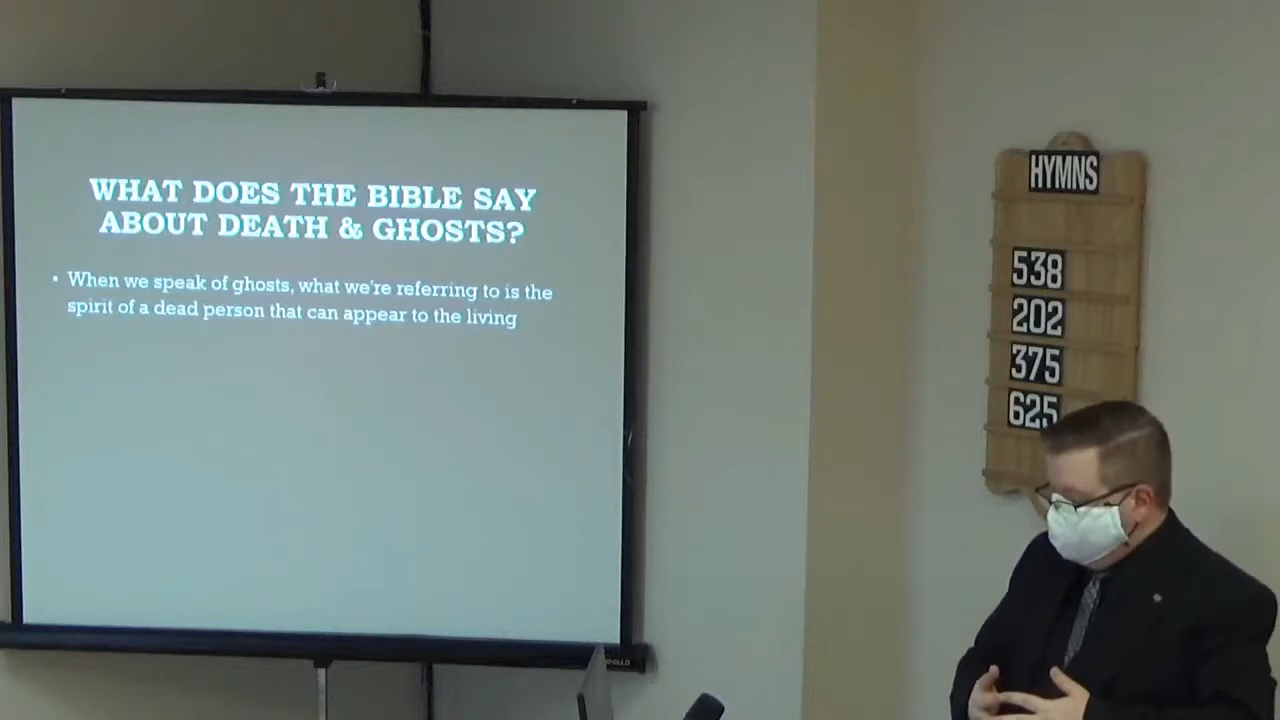 WHAT DOES THE BIBLE SAY
ABOUT DEATH & GHOSTS?
• When we speak of ghosts, what we're referring to is the
spirit of a dead person that can appear to the living
HYMNS
538
202
375
625